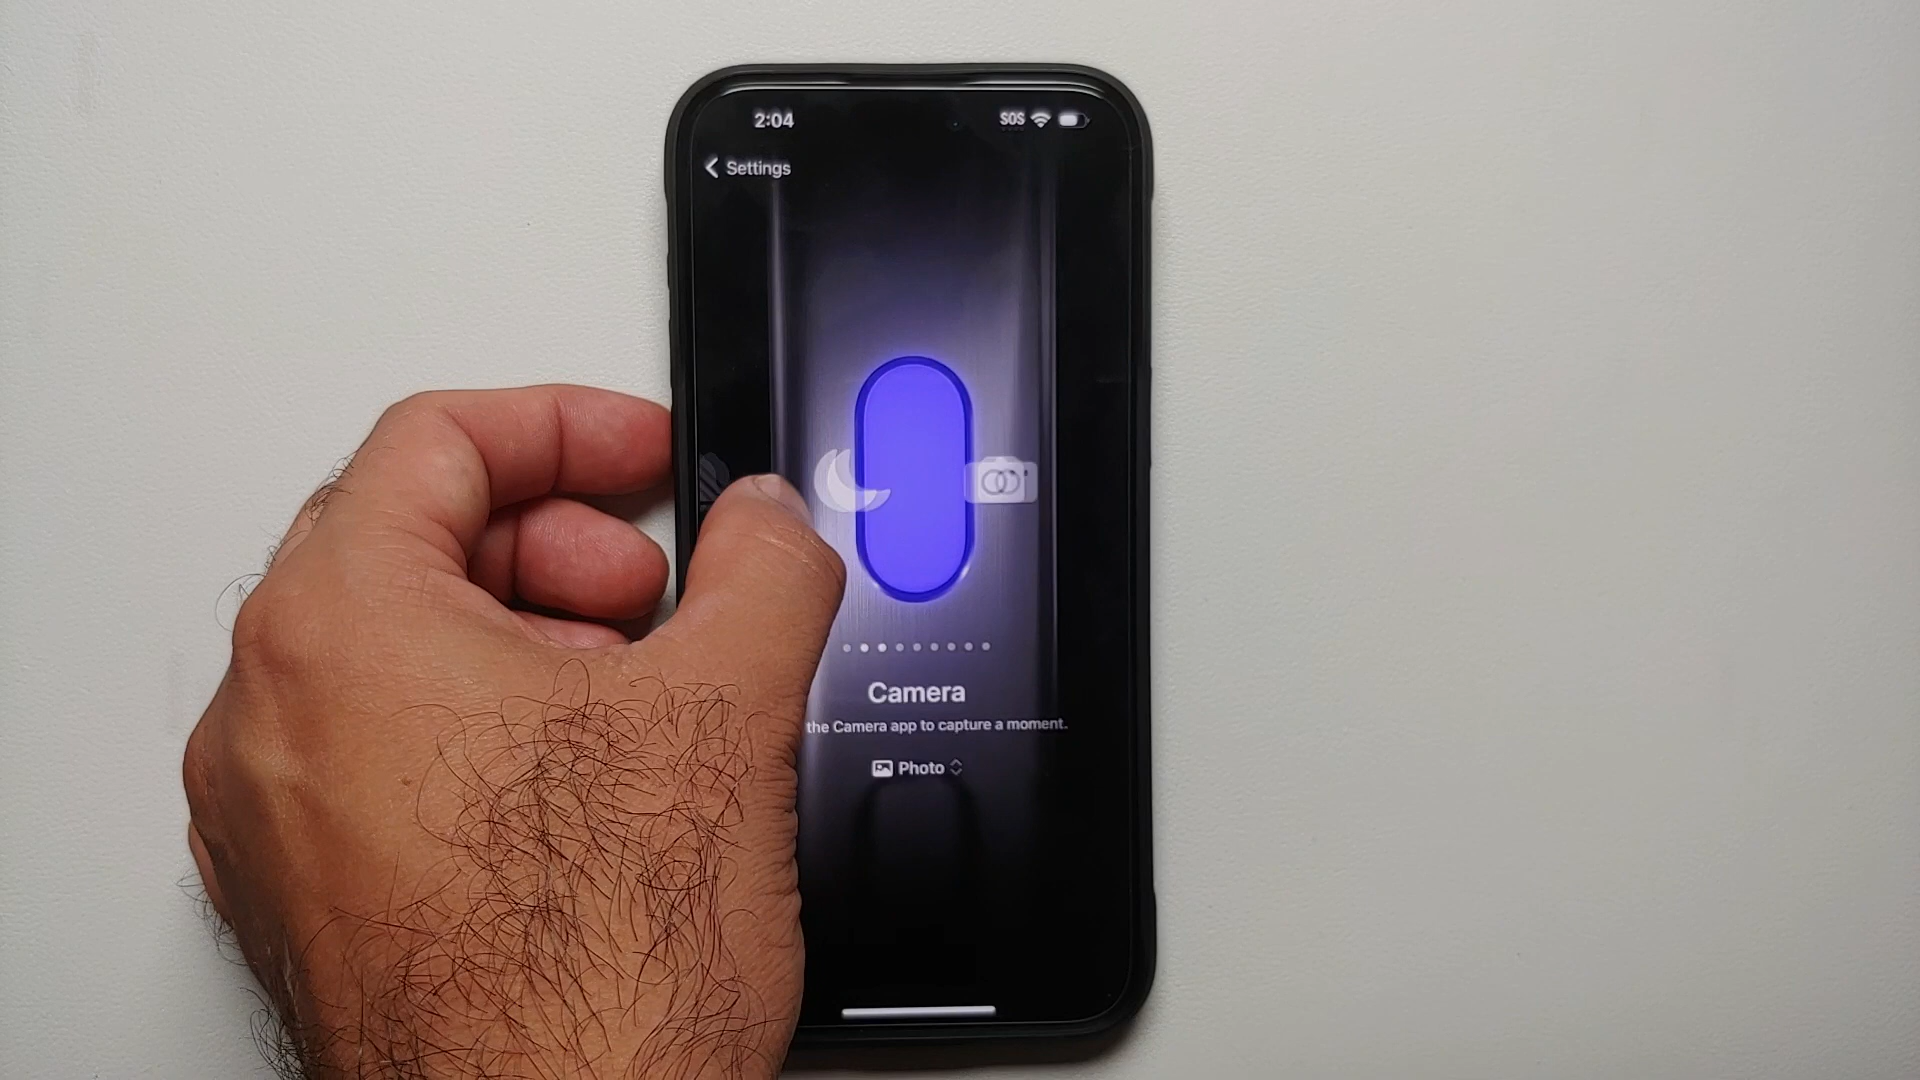 2:04
SOS
Settings
Camera
the Camera app to capture a moment.
Photo